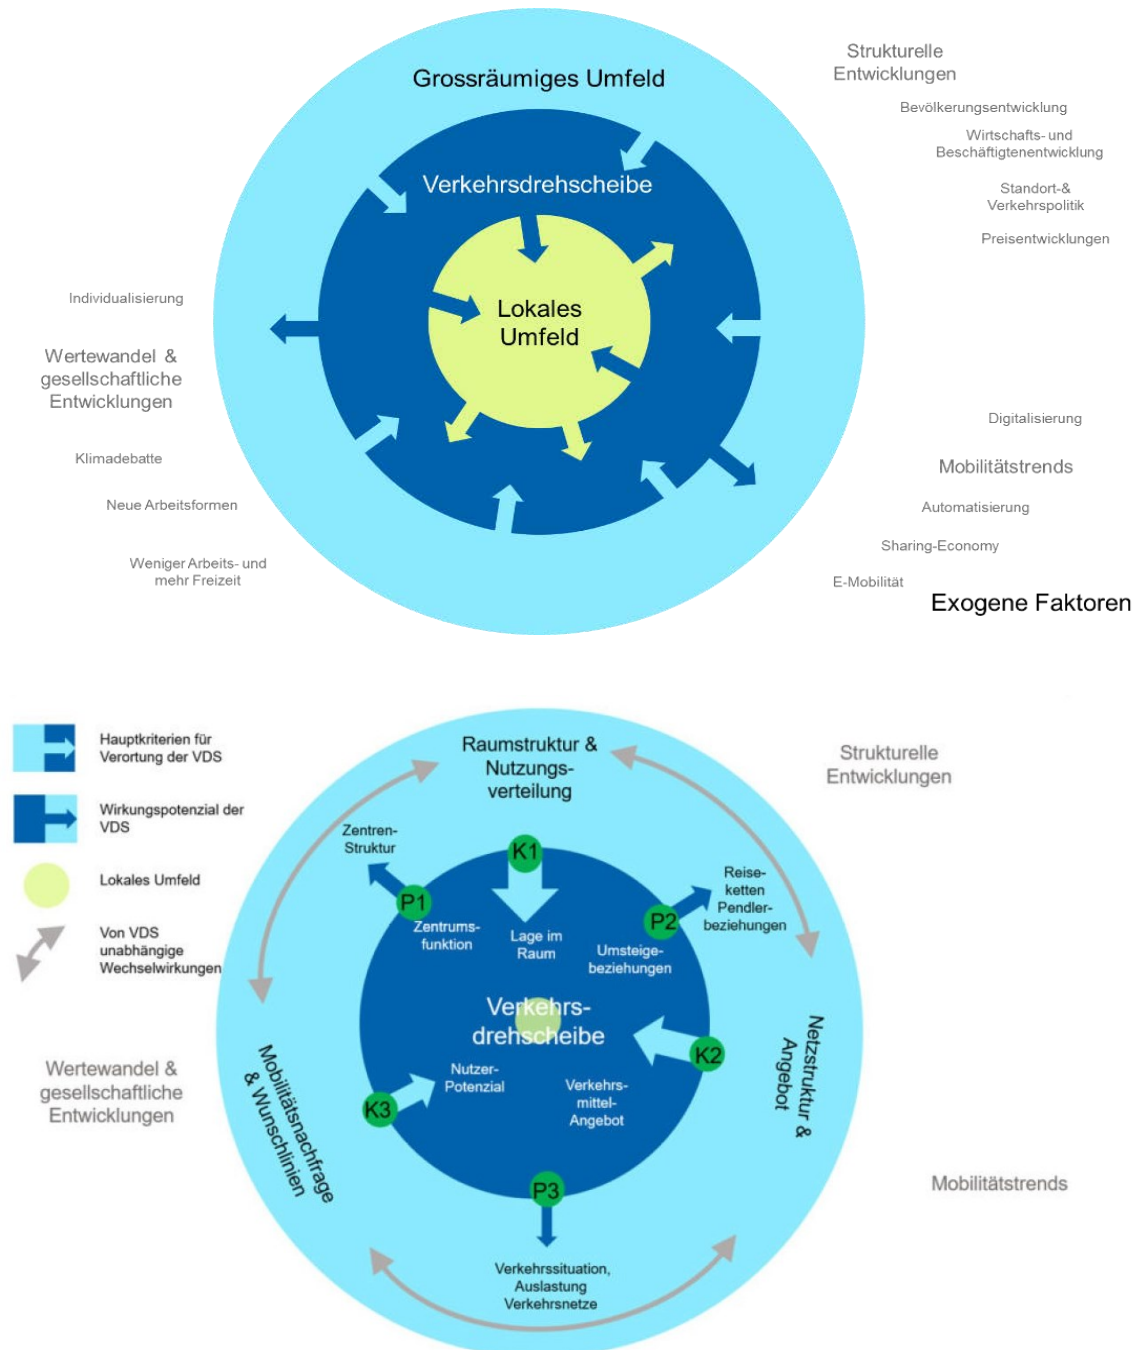 Grossräumiges Umfeld
Strukturelle
Entwicklungen
Bevölkerungsentwicklung
Wirtschafts- und
Beschäftigtenentwicklung
Standort-&
Verkehrspolitik
Preisentwicklungen
Verkehrsdrehscheibe
Lokales
Umfeld
Individualisierung
Wertewandel &
gesellschaftliche
Entwicklungen
Klimadebatte
Neue Arbeitsformen
Weniger Arbeits- und
mehr Freizeit
Digitalisierung
Mobilitätstrends
Automatisierung
Sharing-Economy
E-Mobilität
Exogene Faktoren
Hauptkriterien für
Verortung der VDS
Wirkungspotenzial der
VDS
Lokales Umfeld
Von VDS
unabhängige
Wechselwirkungen
Raumstruktur &
Nutzungs-
verteilung
Strukturelle
Entwicklungen
Zentren-
Struktur
K1
P1
Zentrums-
funktion
Lage im
Raum
P2
Umsteige-
beziehungen
Reise-
ketten
Pendler-
beziehungen
Verkehrs-
drehscheibe
Wertewandel &
gesellschaftliche
Entwicklungen
Mobilitätsnachfrage
& Wunschlinien
K3
Nutzer-
Potenzial
Verkehrs-
mittel-
Angebot
K2
Netzstruktur &
Angebot
P3
Verkehrssituation,
Auslastung
Verkehrsnetze
Mobilitätstrends